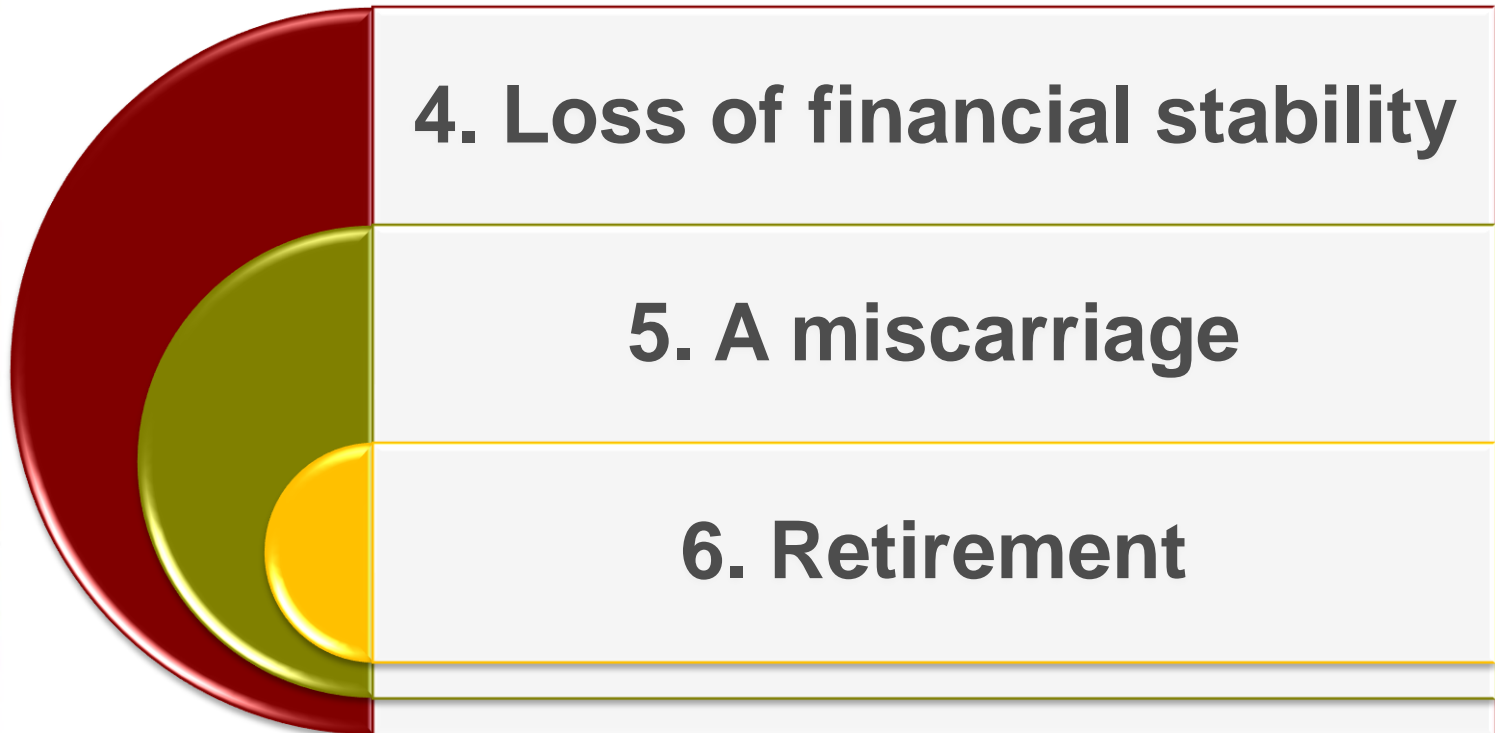 4. Loss of financial stability
5. A miscarriage
6. Retirement